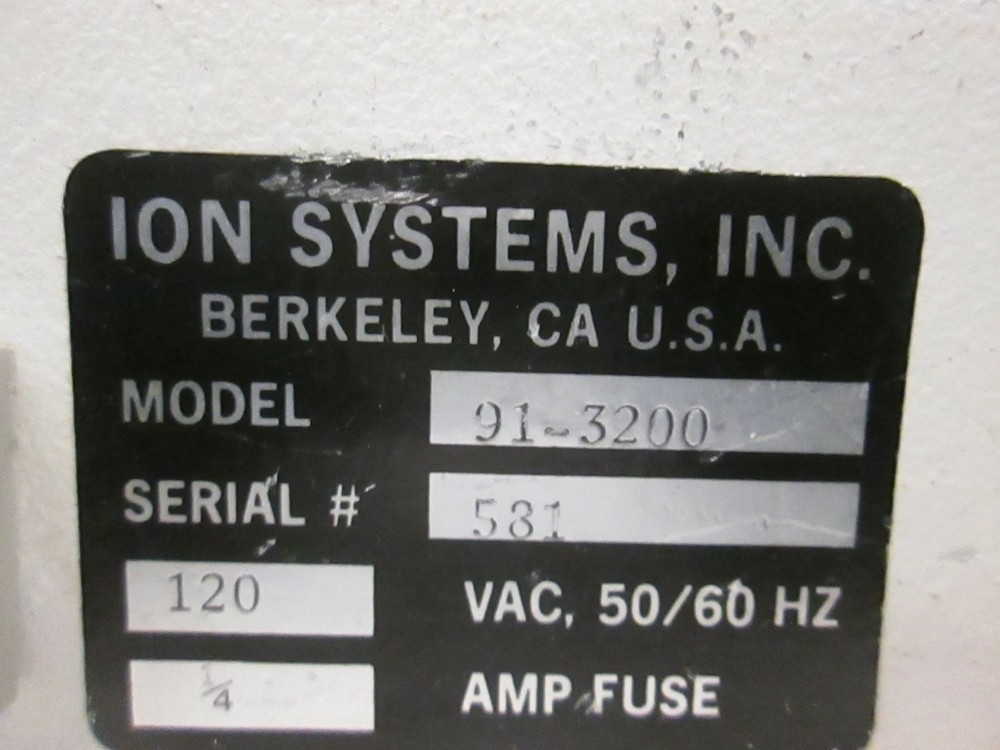 ION SYSTEMS, INC.
BERKELEY, CA U.S.A.
MODEL 91-3200
SERIAL # 581
120 VAC, 50/60 HZ
1/4 AMP FUSE